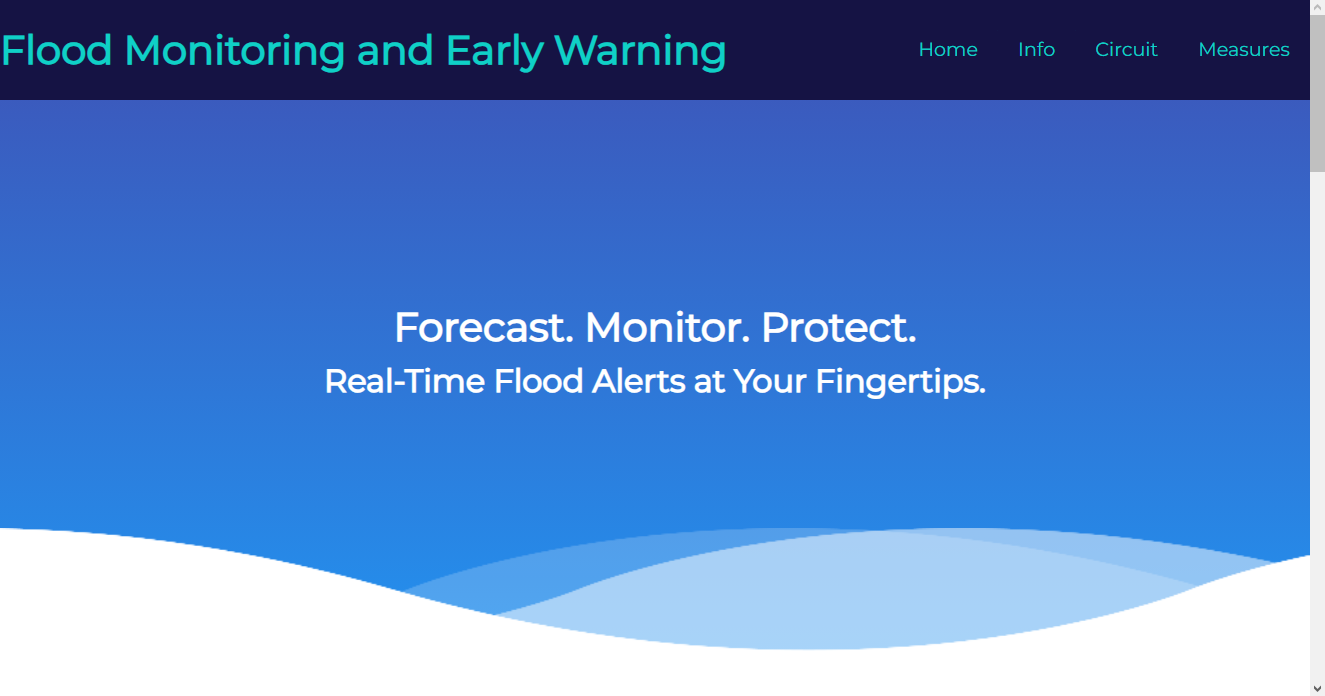 Flood Monitoring and Early Warning
Home Info Circuit Measures
Forecast. Monitor. Protect.
Real-Time Flood Alerts at Your Fingertips.